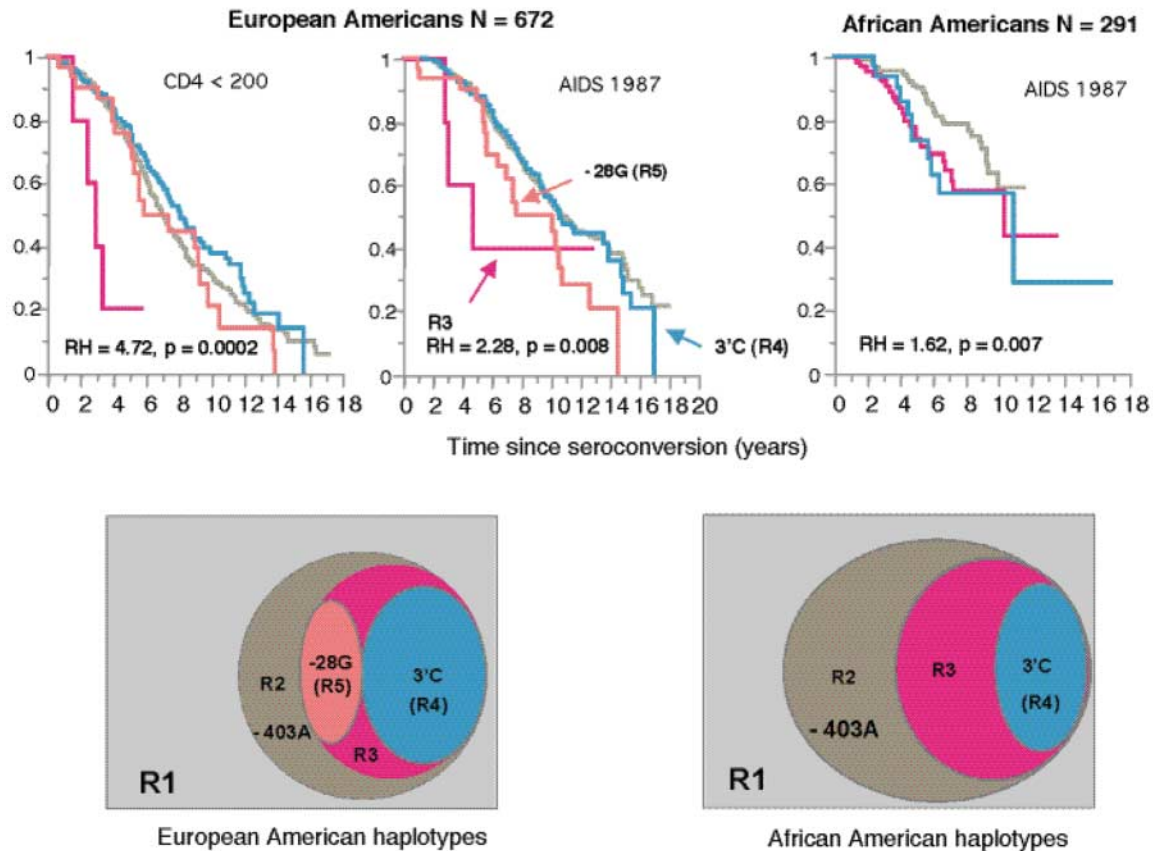 European Americans N = 672
African Americans N = 291
1
0.8
0.6
0.4
0.2
0
CD4 < 200
RH = 4.72, p = 0.0002
0 2 4 6 8 10 12 14 16 18
1
0.8
0.6
0.4
0.2
0
AIDS 1987
- 28G (R5)
R3
RH = 2.28, p = 0.008
3'C (R4)
0 2 4 6 8 10 12 14 16 18 20
1
0.8
0.6
0.4
0.2
0
AIDS 1987
RH = 1.62, p = 0.007
0 2 4 6 8 10 12 14 16 18
Time since seroconversion (years)
-28G
(R5)
3'C
(R4)
R2
- 403A
R3
R1
European American haplotypes
R2
R3
3'C
(R4)
- 403A
R1
African American haplotypes